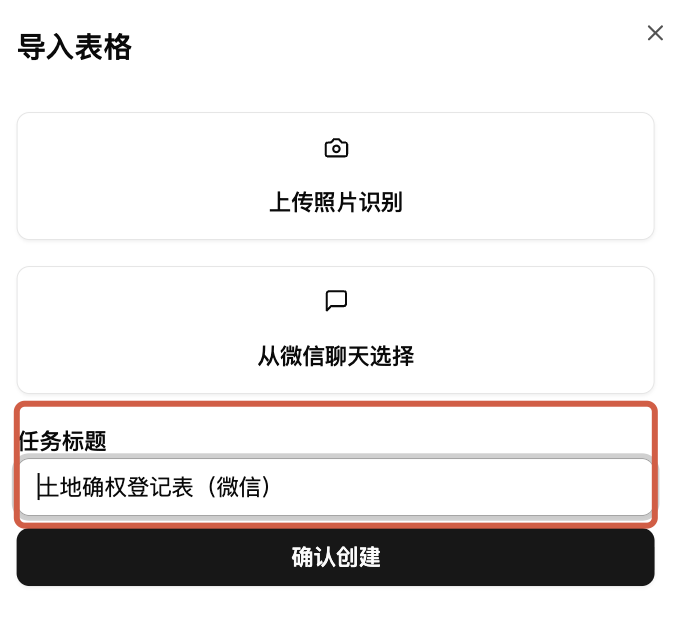 导入表格
上传照片识别
从微信聊天选择
任务标题
土地确权登记表（微信）
确认创建